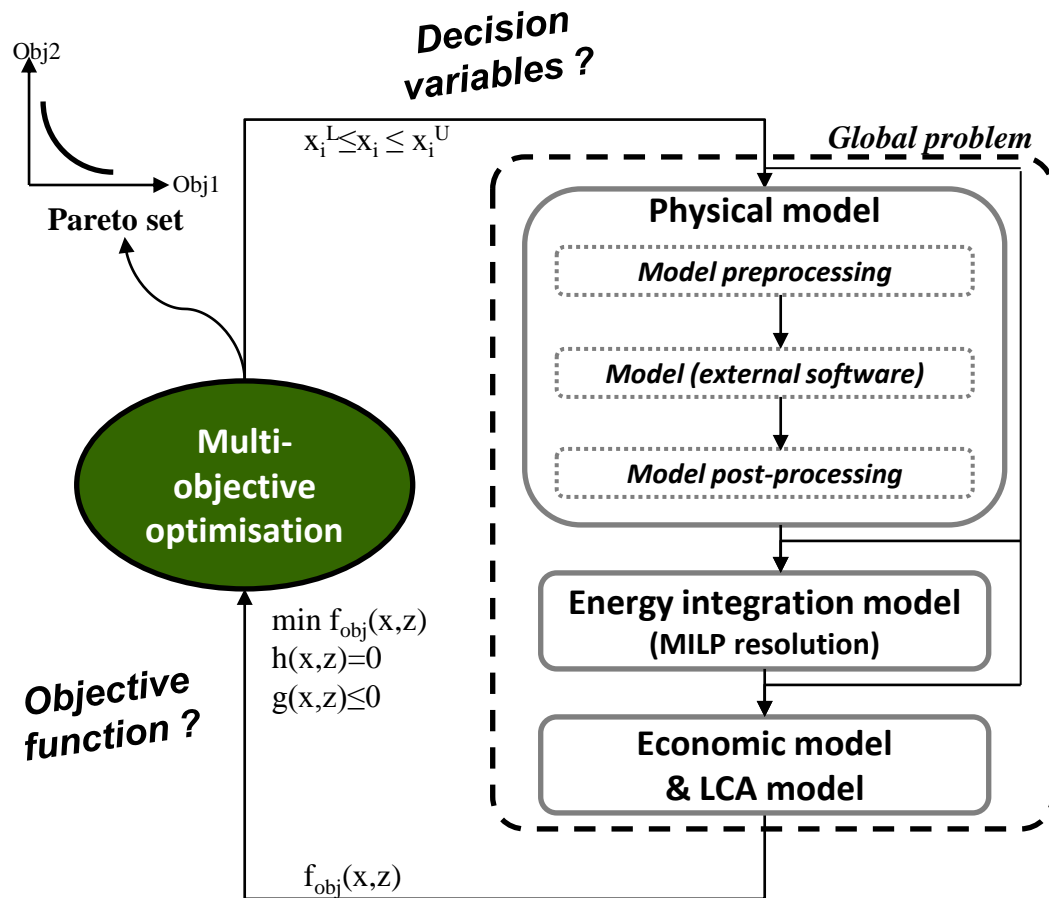 Decision
variables ?
Obj2
Obj1
Pareto set
x_i^L≤x_i ≤ x_i^U
Global problem
Physical model
Model preprocessing
Model (external software)
Model post-processing
Multi-
objective
optimisation
Energy integration model
(MILP resolution)
min f_obj(x,z)
h(x,z)=0
g(x,z)≤0
Objective
function ?
Economic model
& LCA model
f_obj(x,z)